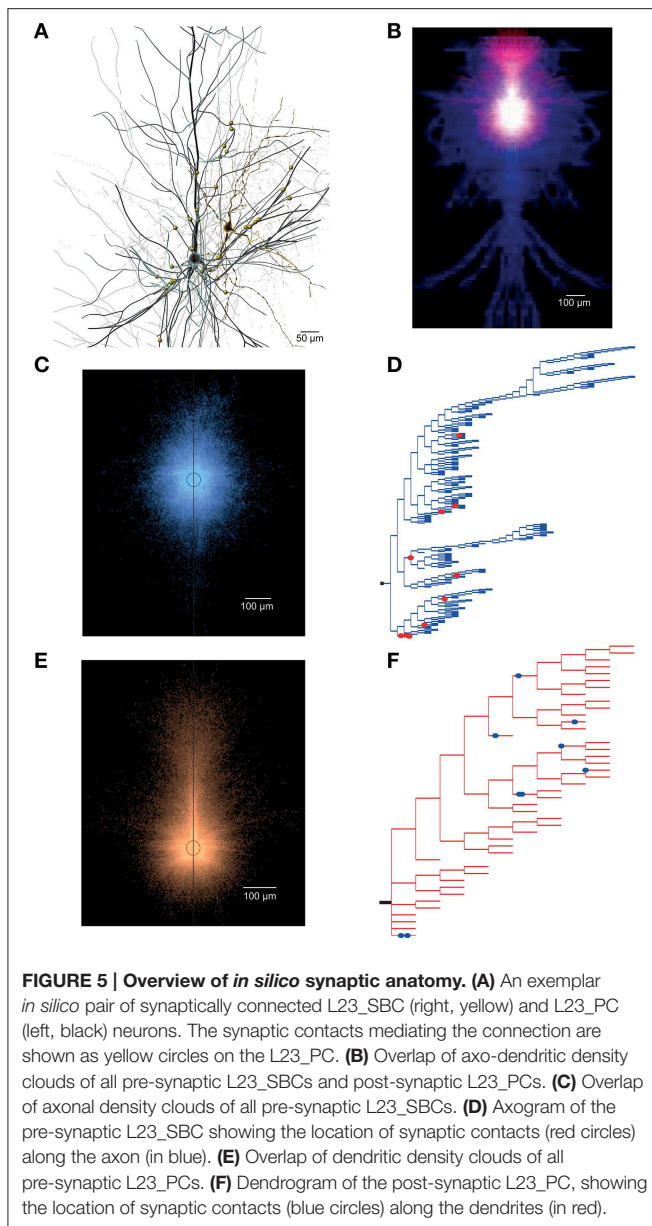 A
B
50 µm
100 µm
C
D
100 µm
E
F
100 µm
FIGURE 5 | Overview of in silico synaptic anatomy. (A) An exemplar
in silico pair of synaptically connected L23_SBC (right, yellow) and L23_PC
(left, black) neurons. The synaptic contacts mediating the connection are
shown as yellow circles on the L23_PC. (B) Overlap of axo-dendritic density
clouds of all pre-synaptic L23_SBCs and post-synaptic L23_PCs. (C) Overlap
of axonal density clouds of all pre-synaptic L23_SBCs. (D) Axogram of the
pre-synaptic L23_SBC showing the location of synaptic contacts (red circles)
along the axon (in blue). (E) Overlap of dendritic density clouds of all
pre-synaptic L23_PCs. (F) Dendrogram of the post-synaptic L23_PC, showing
the location of synaptic contacts (blue circles) along the dendrites (in red).